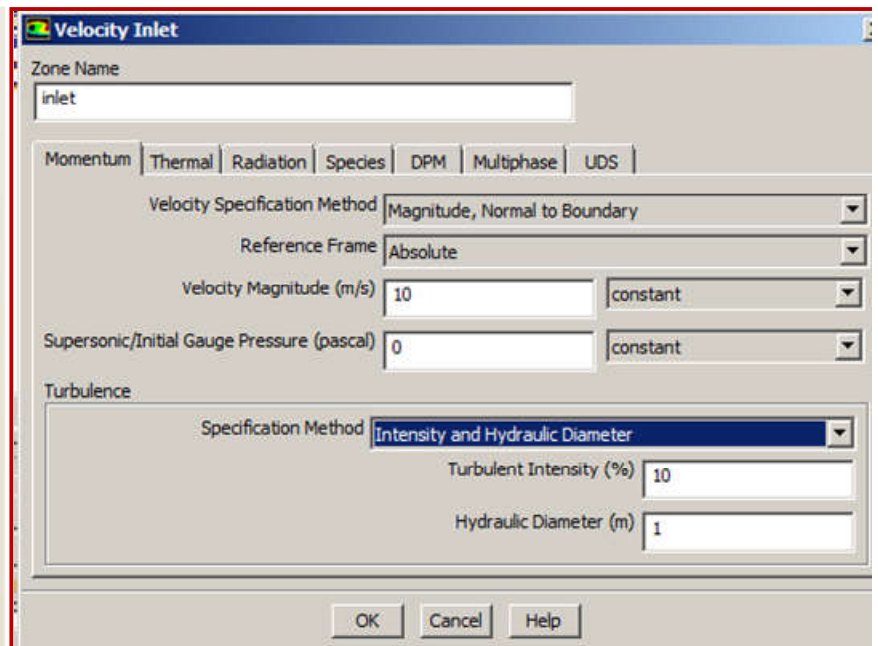 Velocity Inlet
Zone Name
inlet
Momentum Thermal Radiation Species DPM Multiphase UDS
Velocity Specification Method Magnitude, Normal to Boundary
Reference Frame Absolute
Velocity Magnitude (m/s) 10 constant
Supersonic/Initial Gauge Pressure (pascal) 0 constant
Turbulence
Specification Method Intensity and Hydraulic Diameter
Turbulent Intensity (%) 10
Hydraulic Diameter (m) 1
OK Cancel Help